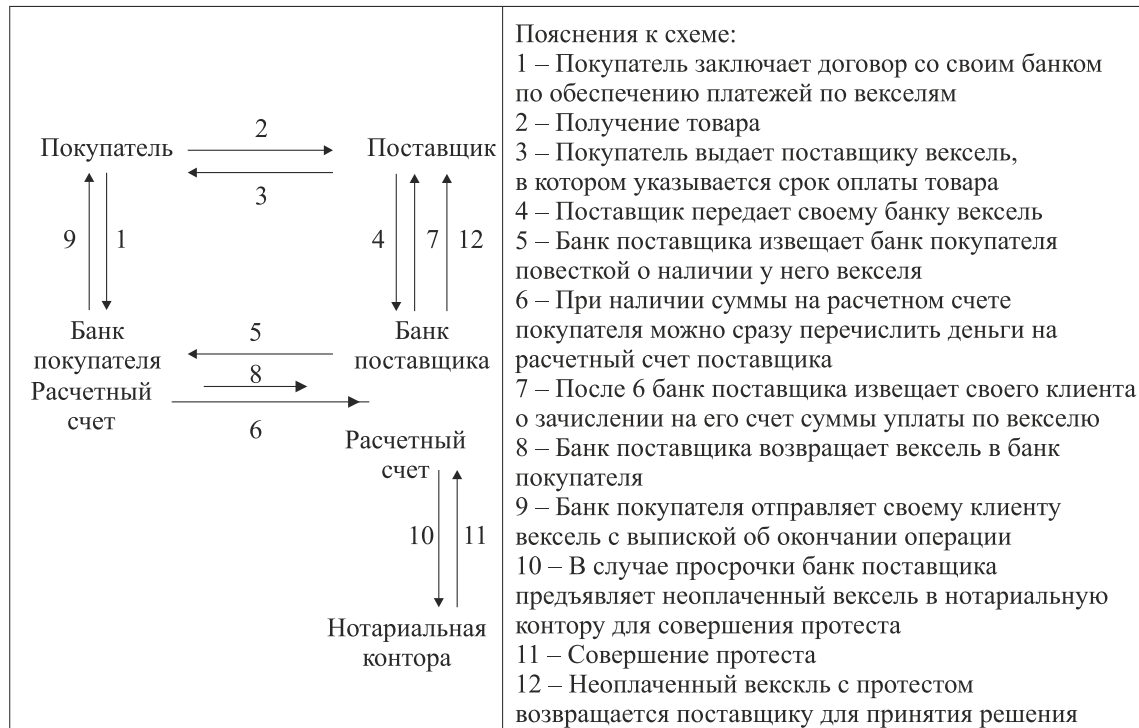 2
Покупатель
Поставщик
3
9
1
4
7
12
Банк
покупателя
Расчетный
счет
5
8
6
Банк
поставщика
Расчетный
счет
10
11
Нотариальная
контора
Пояснения к схеме:
1 – Покупатель заключает договор со своим банком
по обеспечению платежей по векселям
2 – Получение товара
3 – Покупатель выдает поставщику вексель,
в котором указывается срок оплаты товара
4 – Поставщик передает своему банку вексель
5 – Банк поставщика извещает банк покупателя
повесткой о наличии у него векселя
6 – При наличии суммы на расчетном счете
покупателя можно сразу перечислить деньги на
расчетный счет поставщика
7 – После 6 банк поставщика извещает своего клиента
о зачислении на его счет суммы уплаты по векселю
8 – Банк поставщика возвращает вексель в банк
покупателя
9 – Банк покупателя отправляет своему клиенту
вексель с выпиской об окончании операции
10 – В случае просрочки банк поставщика
предъявляет неоплаченный вексель в нотариальную
контору для совершения протеста
11 – Совершение протеста
12 – Неоплаченный векскль с протестом
возвращается поставщику для принятия решения